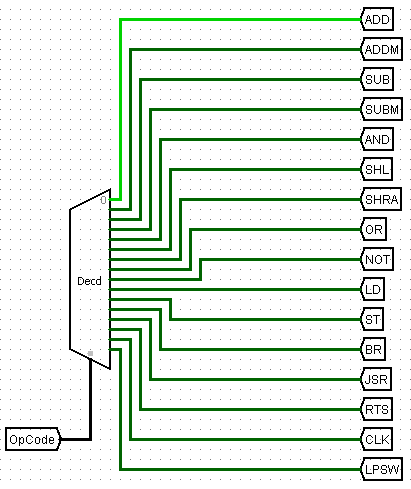 ADD
ADDM
SUB
SUBM
AND
SHL
0
SHRA
OR
NOT
Decd
LD
ST
BR
JSR
RTS
OpCode
CLK
LPSW